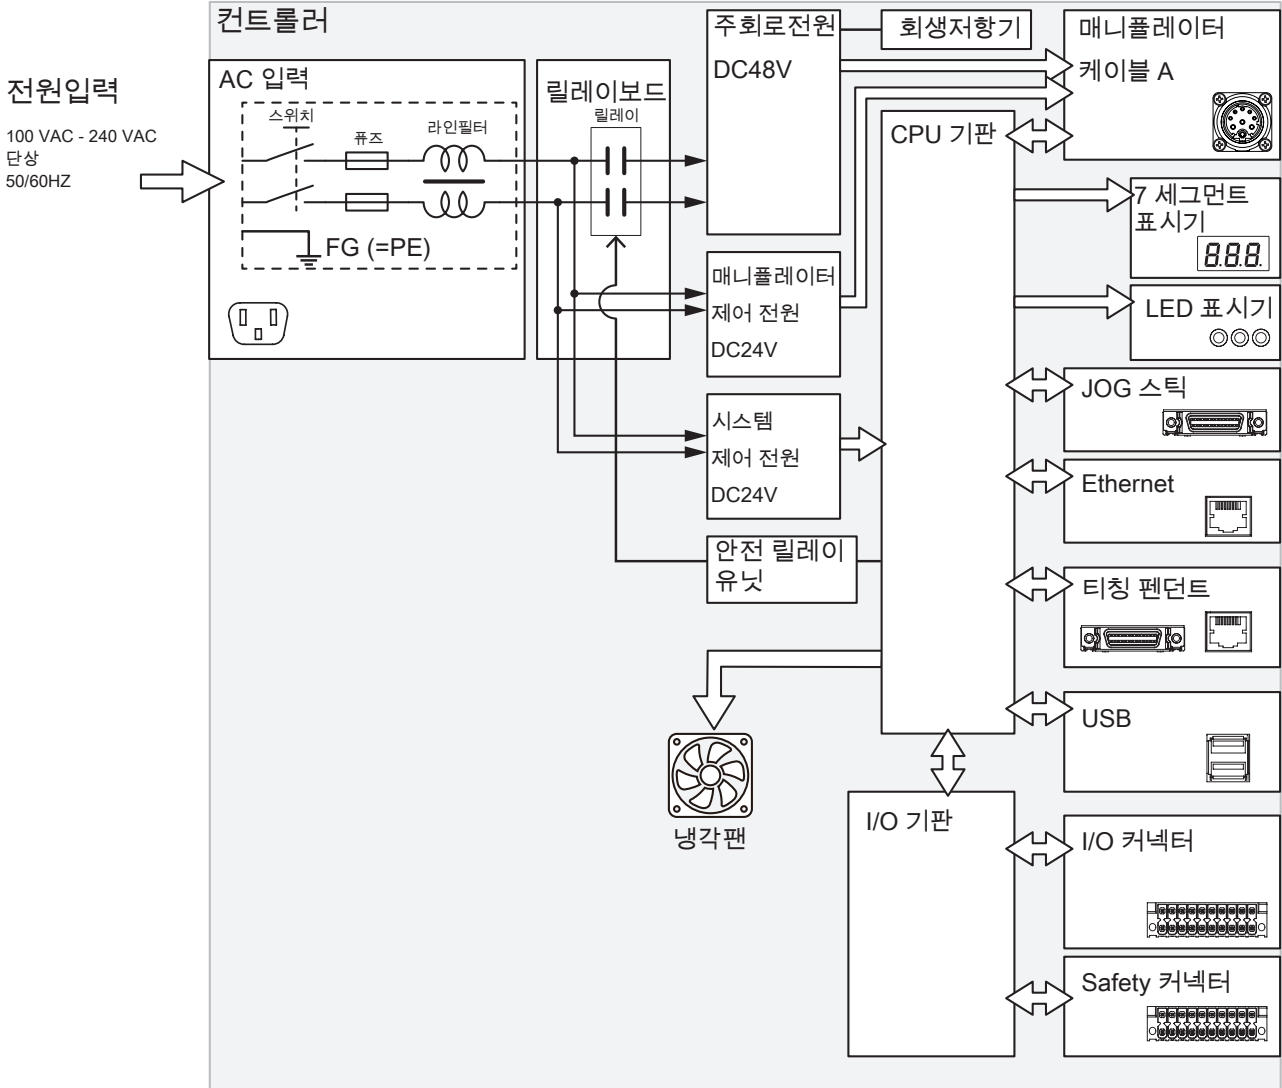 컨트롤러
전원입력
100 VAC - 240 VAC
단상
50/60HZ
AC 입력
스위치
퓨즈
라인필터
FG (=PE)
릴레이보드
릴레이
주회로전원
DC48V
회생저항기
매니퓰레이터
케이블 A
CPU 기판
7 세그먼트
표시기
8.8.8.
매니퓰레이터
제어 전원
DC24V
LED 표시기
JOG 스틱
시스템
제어 전원
DC24V
Ethernet
안전 릴레이
유닛
티칭 펜던트
USB
냉각팬
I/O 기판
I/O 커넥터
Safety 커넥터